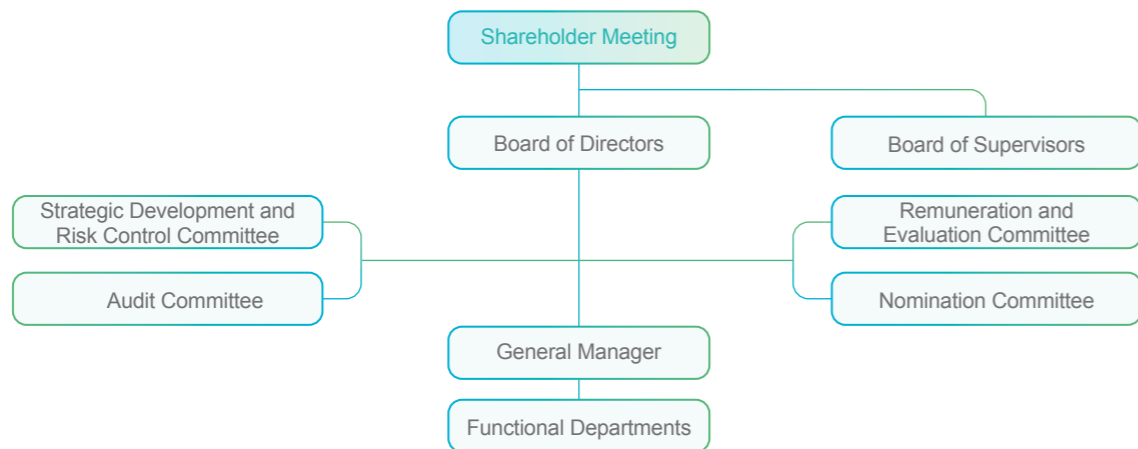 Shareholder Meeting
Board of Directors
Board of Supervisors
Strategic Development and
Risk Control Committee
Remuneration and
Evaluation Committee
Audit Committee
Nomination Committee
General Manager
Functional Departments